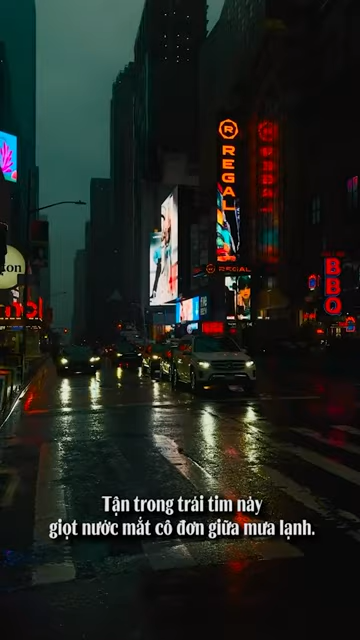 REGAL
REGAL
BBQ
Tận trong trái tim này
giọt nước mắt cô đơn giữa mưa lạnh.